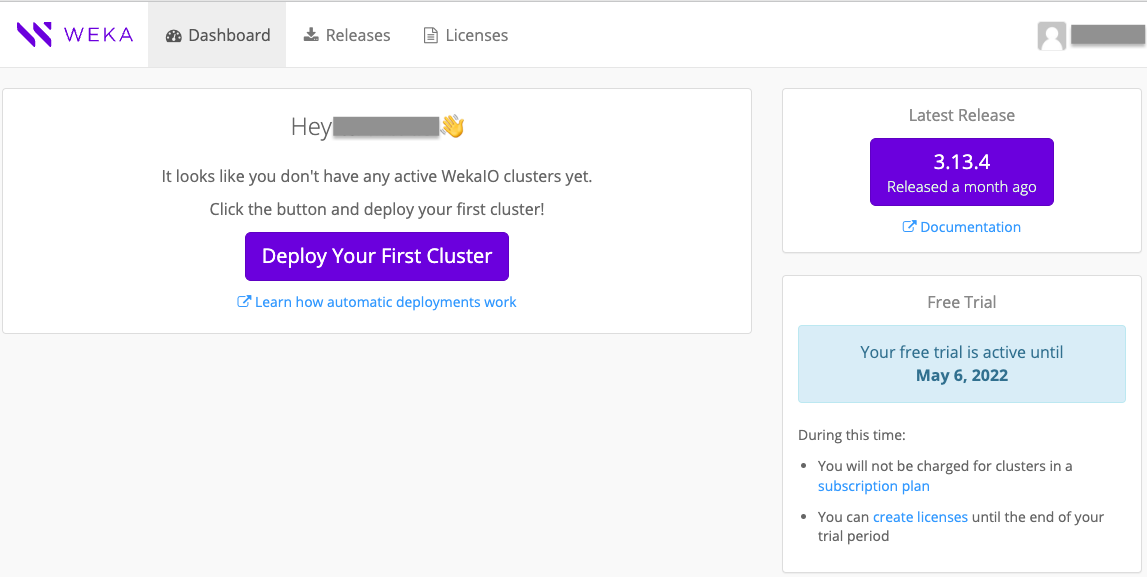 WEKA
Dashboard
Releases
Licenses
Hey
It looks like you don't have any active WekaIO clusters yet.
Click the button and deploy your first cluster!
Deploy Your First Cluster
Learn how automatic deployments work
Latest Release
3.13.4
Released a month ago
Documentation
Free Trial
Your free trial is active until
May 6, 2022
During this time:
You will not be charged for clusters in a
subscription plan
You can create licenses until the end of your
trial period